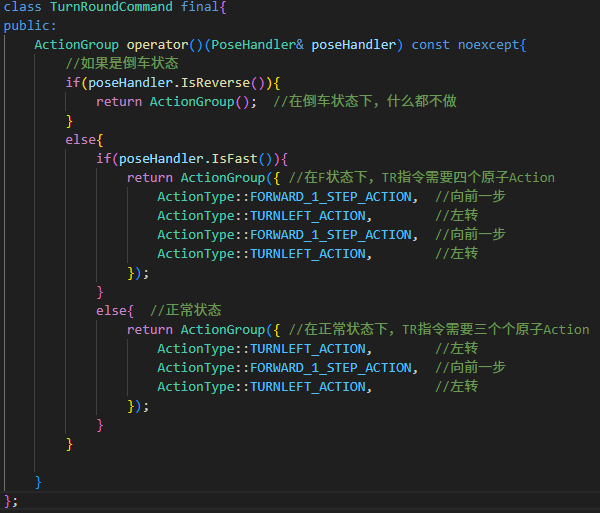 class TurnRoundCommand final{
public:
    ActionGroup operator()(PoseHandler& poseHandler) const noexcept{
        //如果是倒车状态
        if(poseHandler.IsReverse()){
            return ActionGroup();  //在倒车状态下，什么都不做
        }
        else{
            if(poseHandler.IsFast()){
                return ActionGroup({ //在F状态下，TR指令需要四个原子Action
                    ActionType::FORWARD_1_STEP_ACTION,  //向前一步
                    ActionType::TURNLEFT_ACTION,        //左转
                    ActionType::FORWARD_1_STEP_ACTION,  //向前一步
                    ActionType::TURNLEFT_ACTION,        //左转
                });
            }
            else{  //正常状态
                return ActionGroup({ //在正常状态下，TR指令需要三个个原子Action
                    ActionType::TURNLEFT_ACTION,        //左转
                    ActionType::FORWARD_1_STEP_ACTION,  //向前一步
                    ActionType::TURNLEFT_ACTION,        //左转
                });
            }
        }

    }
};